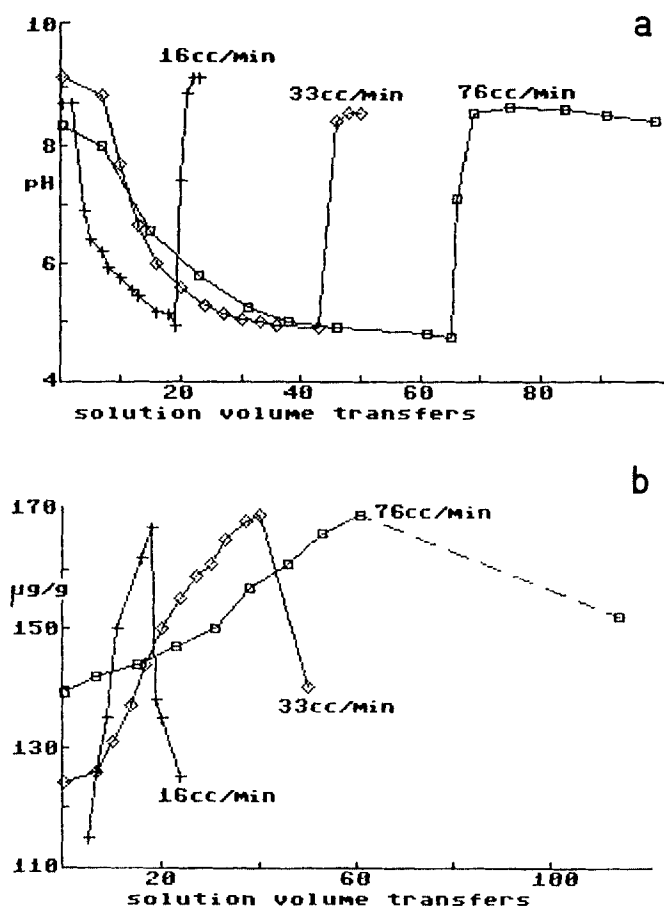 a
10
16cc/min
33cc/min
76cc/min
8
pH
6
4
20
40
60
80
solution volume transfers
b
170
76cc/min
µg/g
150
33cc/min
130
16cc/min
110
20
60
100
solution volume transfers